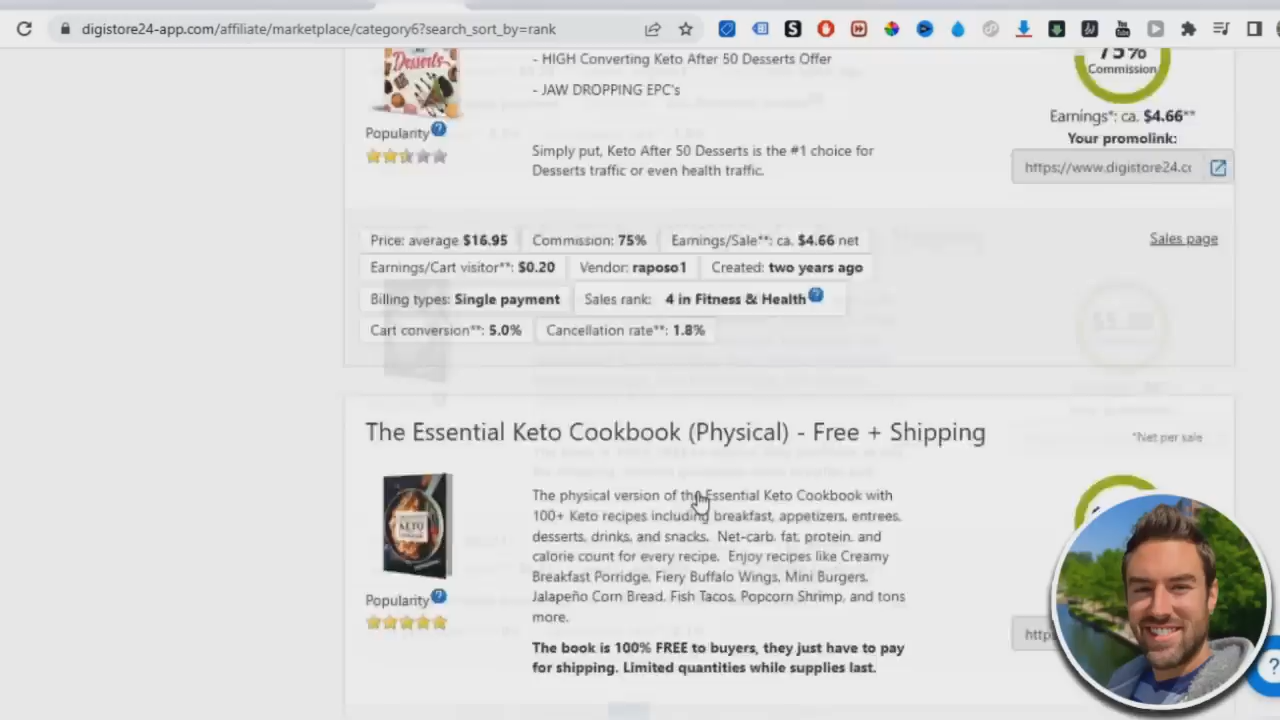 digistore24-app.com/affiliate/marketplace/category6?search_sort_by=rank
Desserts
- HIGH Converting Keto After 50 Desserts Offer
- JAW DROPPING EPC's
75%
Commission
Earnings*: ca. $4.66**
Your promolink:
https://www.digistore24.cc
Popularity
Simply put, Keto After 50 Desserts is the #1 choice for
Desserts traffic or even health traffic.
Price: average $16.95 Commission: 75% Earnings/Sale**: ca. $4.66 net
Sales page
Earnings/Cart visitor**: $0.20 Vendor: raposo1 Created: two years ago
Billing types: Single payment Sales rank: 4 in Fitness & Health
Cart conversion**: 5.0% Cancellation rate**: 1.8%
The Essential Keto Cookbook (Physical) - Free + Shipping
*Net per sale
KETO
The physical version of the Essential Keto Cookbook with
100+ Keto recipes including breakfast, appetizers, entrees,
desserts, drinks, and snacks. Net-carb, fat, protein, and
calorie count for every recipe. Enjoy recipes like Creamy
Breakfast Porridge, Fiery Buffalo Wings, Mini Burgers,
Jalapeño Corn Bread, Fish Tacos, Popcorn Shrimp, and tons
more.
Popularity
The book is 100% FREE to buyers, they just have to pay
for shipping. Limited quantities while supplies last.